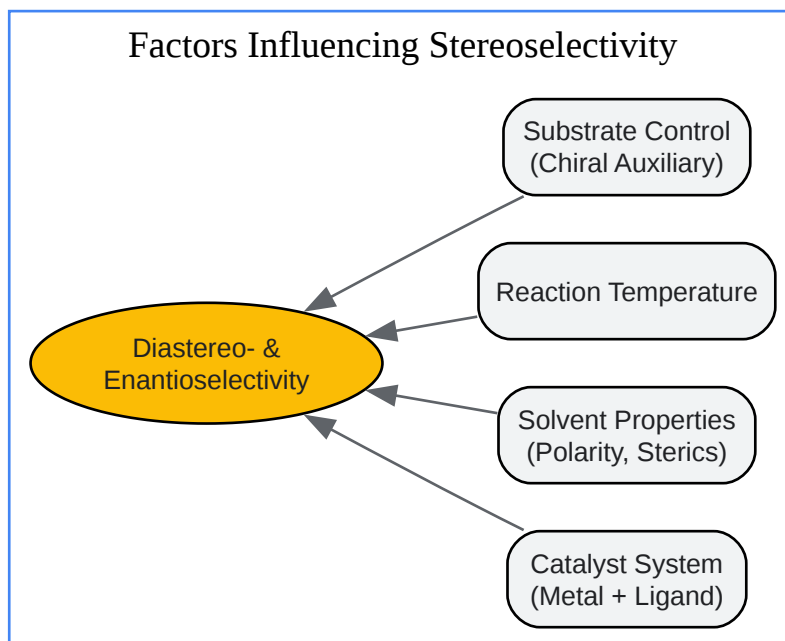 Factors Influencing Stereoselectivity
Substrate Control
(Chiral Auxiliary)
Reaction Temperature
Diastereo- &
Enantioselectivity
Solvent Properties
(Polarity, Sterics)
Catalyst System
(Metal + Ligand)